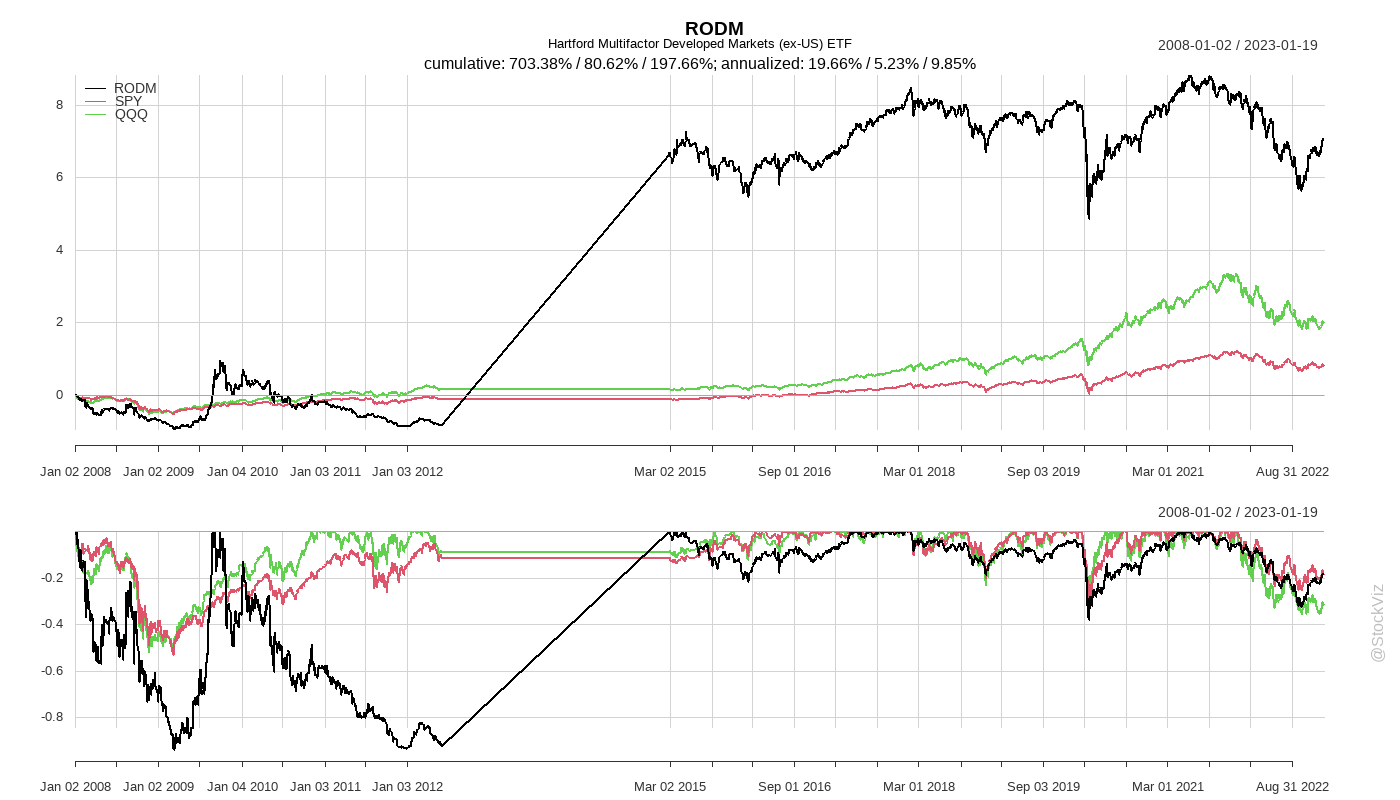 RODM
Hartford Multifactor Developed Markets (ex-US) ETF
2008-01-02 / 2023-01-19
cumulative: 703.38% / 80.62% / 197.66%; annualized: 19.66% / 5.23% / 9.85%
RODM
SPY
QQQ
8
6
4
2
0
Jan 02 2008 Jan 02 2009 Jan 04 2010 Jan 03 2011 Jan 03 2012 Mar 02 2015 Sep 01 2016 Mar 01 2018 Sep 03 2019 Mar 01 2021 Aug 31 2022
2008-01-02 / 2023-01-19
-0.2
-0.4
-0.6
-0.8
Jan 02 2008 Jan 02 2009 Jan 04 2010 Jan 03 2011 Jan 03 2012 Mar 02 2015 Sep 01 2016 Mar 01 2018 Sep 03 2019 Mar 01 2021 Aug 31 2022
@StockViz